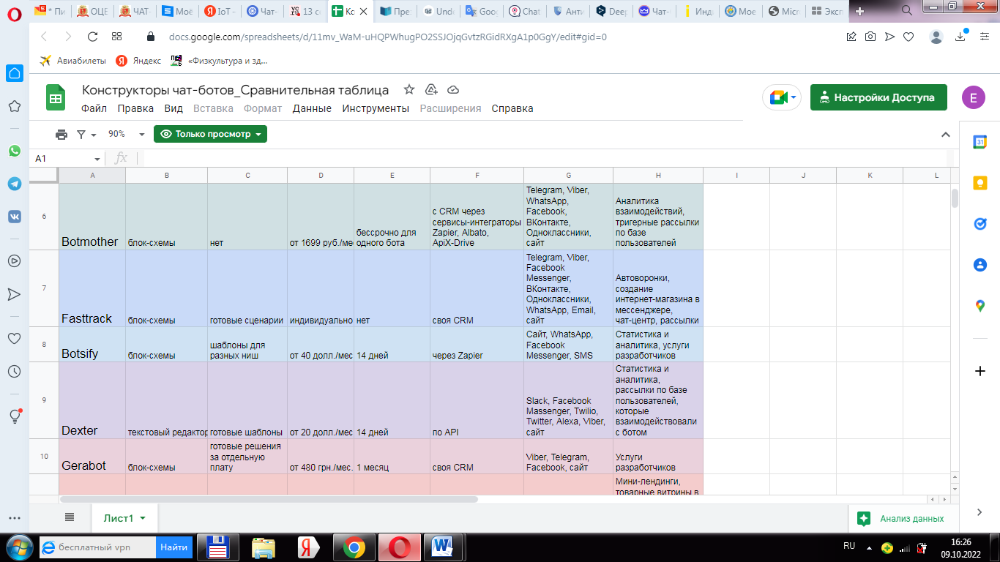 * Пи
ОЦЕ
ЧАТ-
Моё
IoT -
Чат-
13 с
Кс
Пре
Unde
Gooc
Chat
Анти
Deep
Чат-
Инди
Мое
Micr
Эксп
docs.google.com/spreadsheets/d/11mv_WaM-uHQPWhugPO2SSJOjqGvtzRGidRXgA1p0GgY/edit#gid=0
Авиабилеты
Яндекс
«Физкультура и зд...
Конструкторы чат-ботов_Сравнительная таблица
Файл Правка Вид Вставка Формат Данные Инструменты Расширения Справка
Настройки Доступа
E
90%
Только просмотр
31
A1
fx
A B C D E F G H I J K L
6
Botmother
блок-схемы
нет
от 1699 руб./мес
бессрочно для
одного бота
с CRM через
сервисы-интеграторы
Zapier, Albato,
ApiX-Drive
Telegram, Viber,
WhatsApp,
Facebook,
ВКонтакте,
Одноклассники,
сайт
Аналитика
взаимодействий,
тригерные рассылки
по базе
пользователей
7
Fasttrack
блок-схемы
готовые сценарии
индивидуально
нет
своя CRM
Telegram, Viber,
Facebook
Messenger,
ВКонтакте,
Одноклассники,
WhatsApp, Email,
сайт
Автоворонки,
создание
интернет-магазина в
мессенджере,
чат-центр, рассылки
8
Botsify
блок-схемы
шаблоны для
разных ниш
от 40 долл./мес
14 дней
через Zapier
Сайт, WhatsApp,
Facebook
Messenger, SMS
Статистика и
аналитика, услуги
разработчиков
9
Dexter
текстовый редактор
готовые шаблоны
от 20 долл./мес
14 дней
по API
Slack, Facebook
Massenger, Twilio,
Twitter, Alexa, Viber,
сайт
Статистика и
аналитика,
рассылки по базе
пользователей,
которые
взаимодействовали
с ботом
10
Gerabot
блок-схемы
готовые решения
за отдельную
плату
от 480 грн./мес.
1 месяц
своя CRM
Viber, Telegram,
Facebook, сайт
Услуги
разработчиков
Мини-лендинги,
товарные витрины в
Лист1
Анализ данных
бесплатный vpn
Найти
RU
16:26
09.10.2022